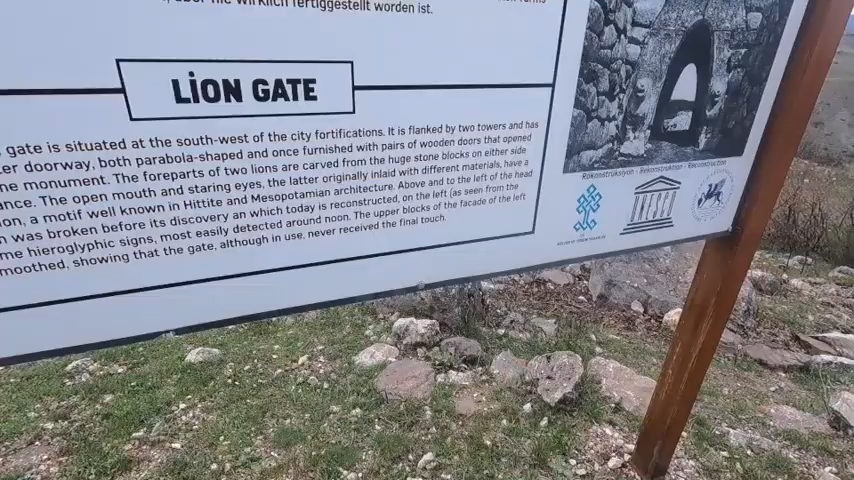 aber nie wirklich fertiggestellt worden ist.
LiON GATE
gate is situated at the south-west of the city fortifications. It is flanked by two towers and has
er doorway, both parabola-shaped and once furnished with pairs of wooden doors that opened
ne monument. The foreparts of two lions are carved from the huge stone blocks on either side
ance. The open mouth and staring eyes, the latter originally inlaid with different materials, have a
on, a motif well known in Hittite and Mesopotamian architecture. Above and to the left of the head
n was broken before its discovery an which today is reconstructed, on the left (as seen from the
me hieroglyphic signs, most easily detected around noon. The upper blocks of the facade of the left
moothed, showing that the gate, although in use, never received the final touch.
Rekonstrüksiyon - Rekonstruktion - Reconstruction
UNESCO